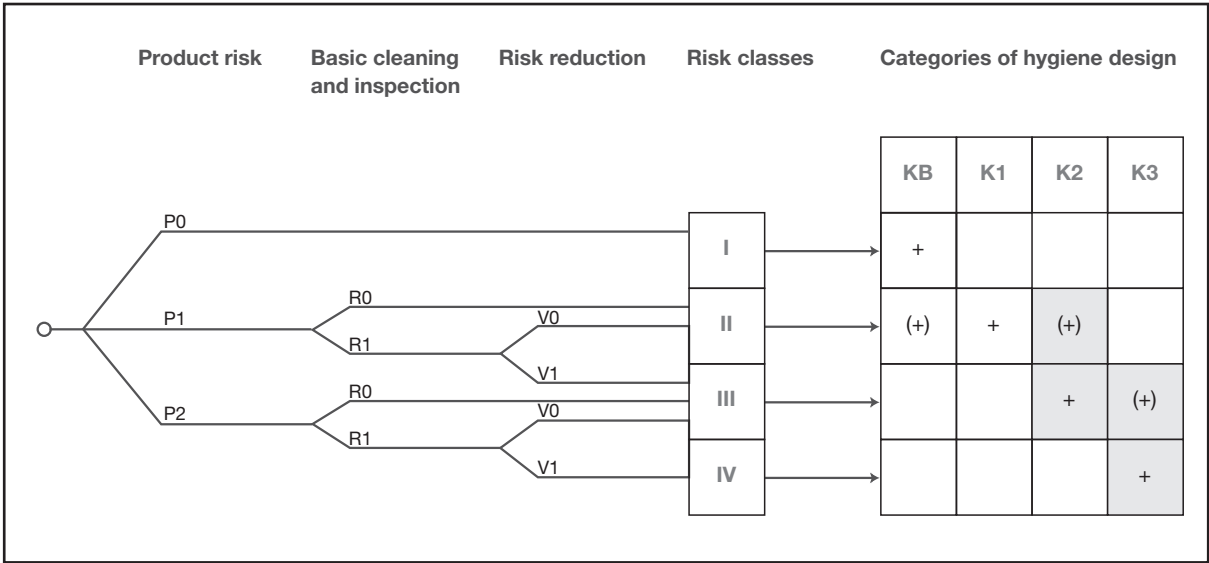 Product risk
Basic cleaning
and inspection
Risk reduction
Risk classes
Categories of hygiene design
KB
K1
K2
K3
P0
I
+
R0
P1
V0
II
(+)
+
(+)
R1
V1
R0
III
+
(+)
P2
V0
R1
V1
IV
+